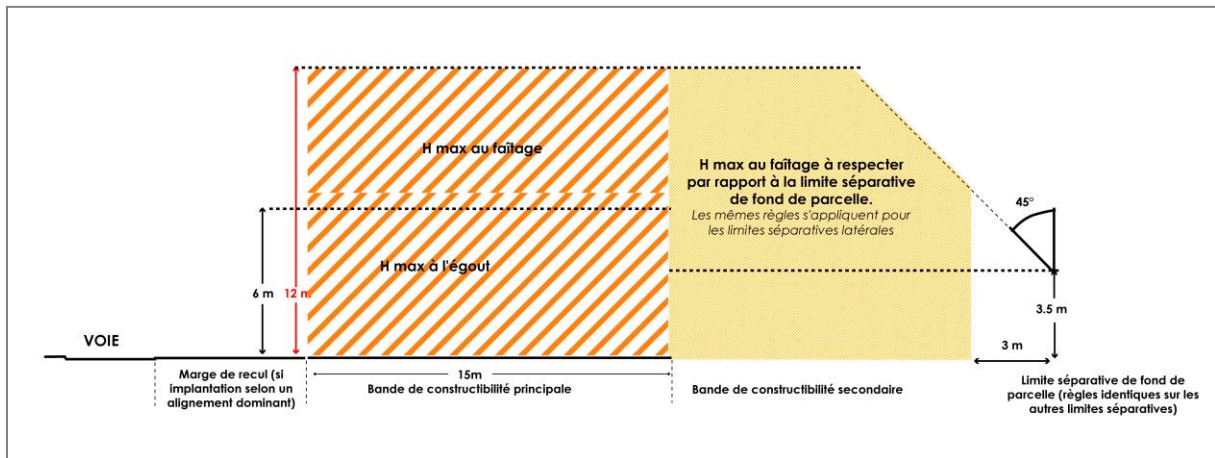 H max au faîtage
H max au faîtage à respecter
par rapport à la limite séparative
de fond de parcelle.
Les mêmes règles s'appliquent pour
les limites séparatives latérales
45°
H max à l'égout
6 m
12 m
3.5 m
VOIE
3 m
15m
Marge de recul (si
implantation selon un
alignement dominant)
Bande de constructibilité principale
Bande de constructibilité secondaire
Limite séparative de fond de
parcelle (règles identiques sur les
autres limites séparatives)